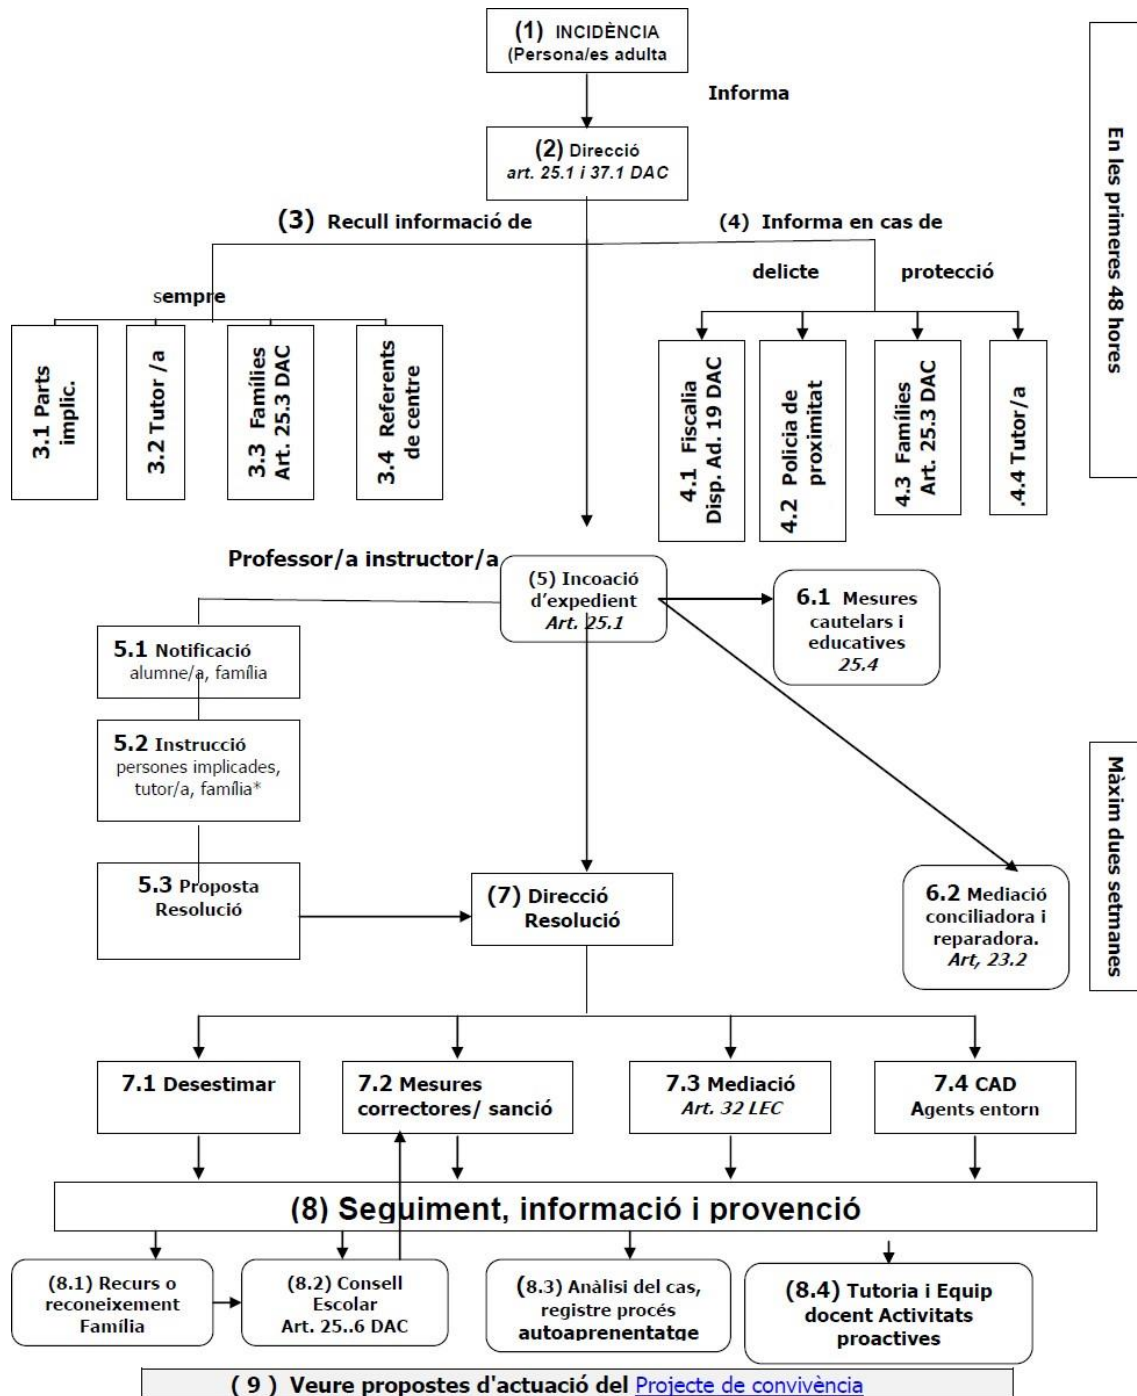 (1) INCIDÈNCIA
(Persona/es adulta
Informa
(2) Direcció
art. 25.1 i 37.1 DAC
En les primeres 48 hores
(3) Recull informació de
(4) Informa en cas de
delicte
protecció
sempre
3.1 Parts
implic.
3.2 Tutor /a
3.3 Famílies
Art. 25.3 DAC
3.4 Referents
de centre
4.1 Fiscalia
Disp. Ad. 19 DAC
4.2 Policia de
proximitat
4.3 Famílies
Art. 25.3 DAC
.4.4 Tutor/a
Professor/a instructor/a
(5) Incoació
d'expedient
Art. 25.1
6.1 Mesures
cautelars i
educatives
25.4
5.1 Notificació
alumne/a, família
5.2 Instrucció
persones implicades,
tutor/a, família*
Màxim dues setmanes
5.3 Proposta
Resolució
(7) Direcció
Resolució
6.2 Mediació
conciliadora i
reparadora.
Art, 23.2
7.1 Desestimar
7.2 Mesures
correctores/ sanció
7.3 Mediació
Art. 32 LEC
7.4 CAD
Agents entorn
(8) Seguiment, informació i provenció
(8.1) Recurs o
reconeixement
Família
(8.2) Consell
Escolar
Art. 25..6 DAC
(8.3) Anàlisi del cas,
registre procés
autoaprenentatge
(8.4) Tutoria i Equip
docent Activitats
proactives
( 9 ) Veure propostes d'actuació del Projecte de convivència